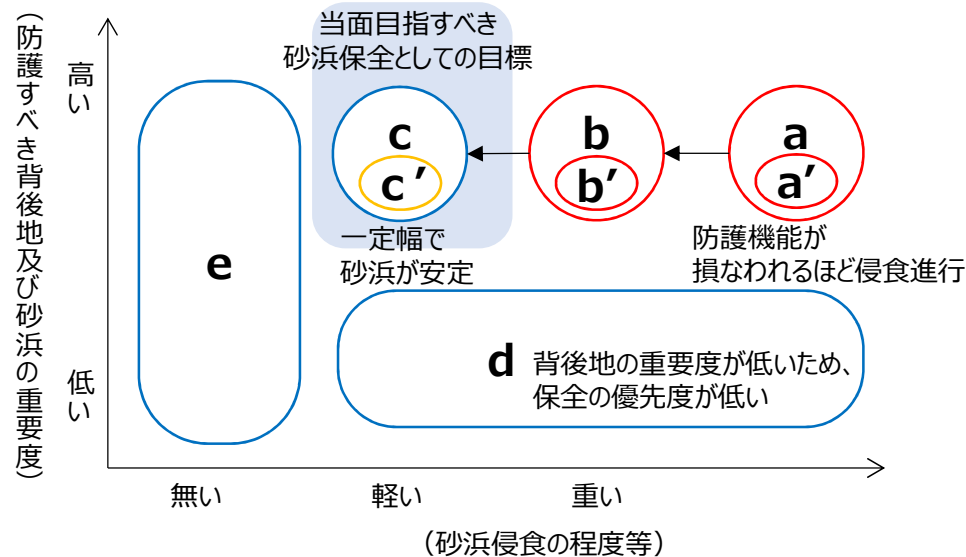 （防護すべき背後地及び砂浜の重要度）
高い
低い
当面目指すべき
砂浜保全としての目標
c
c′
b
b′
a
a′
一定幅で
砂浜が安定
防護機能が
損なわれるほど侵食進行
e
d
背後地の重要度が低いため、
保全の優先度が低い
無い
軽い
重い
（砂浜侵食の程度等）